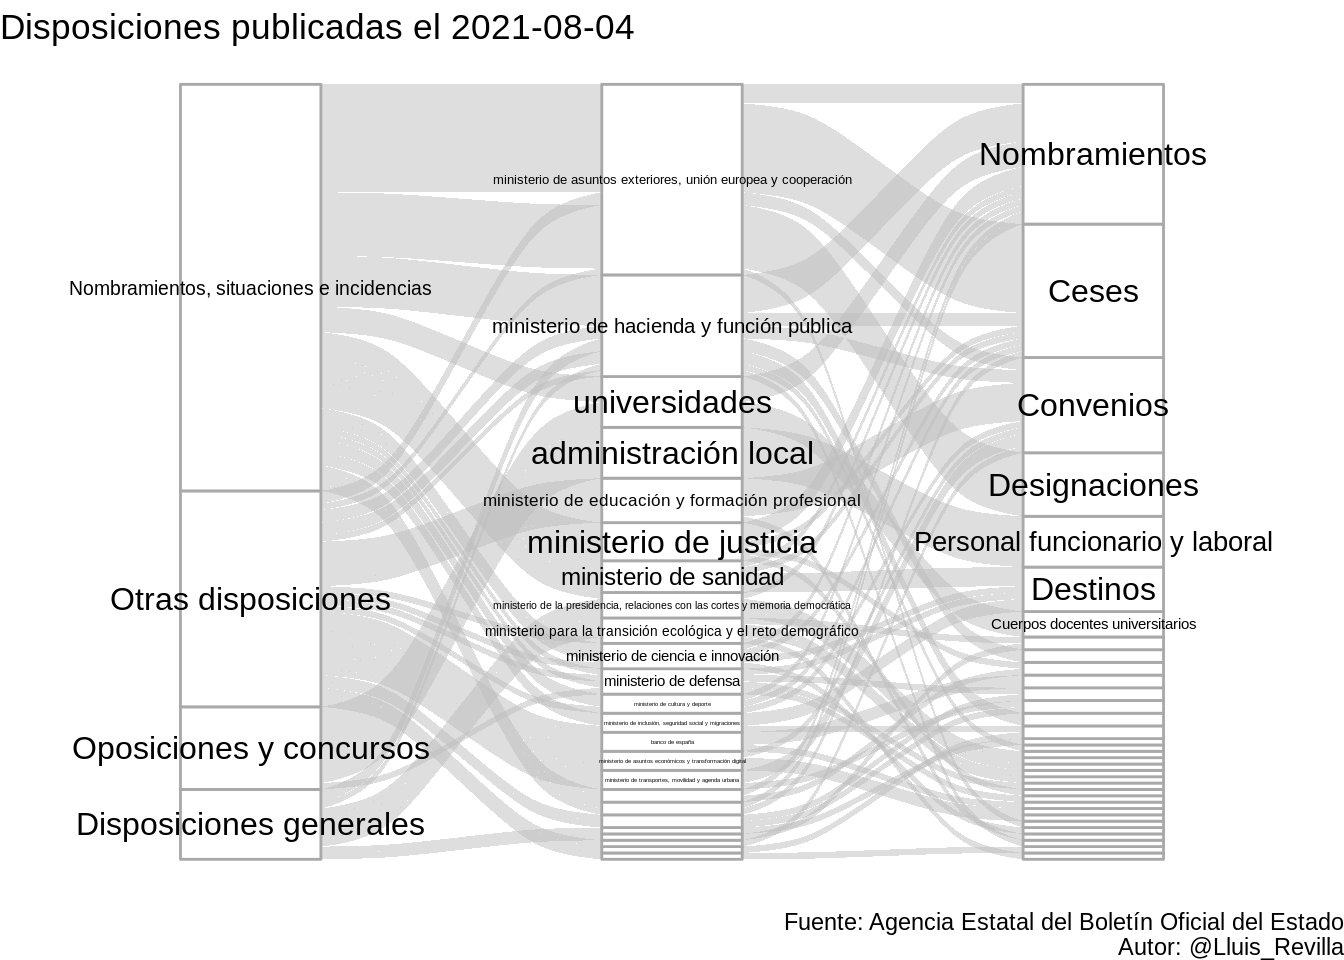 Disposiciones publicadas el 2021-08-04
Nombramientos, situaciones e incidencias
Otras disposiciones
Oposiciones y concursos
Disposiciones generales
ministerio de asuntos exteriores, unión europea y cooperación
ministerio de hacienda y función pública
universidades
administración local
ministerio de educación y formación profesional
ministerio de justicia
ministerio de sanidad
ministerio de la presidencia, relaciones con las cortes y memoria democrática
ministerio para la transición ecológica y el reto demográfico
ministerio de ciencia e innovación
ministerio de defensa
ministerio de cultura y deporte
ministerio de inclusión, seguridad social y migraciones
banco de españa
ministerio de asuntos económicos y transformación digital
ministerio de transportes, movilidad y agenda urbana
Nombramientos
Ceses
Convenios
Designaciones
Personal funcionario y laboral
Destinos
Cuerpos docentes universitarios
Fuente: Agencia Estatal del Boletín Oficial del Estado
Autor: @Lluis_Revilla